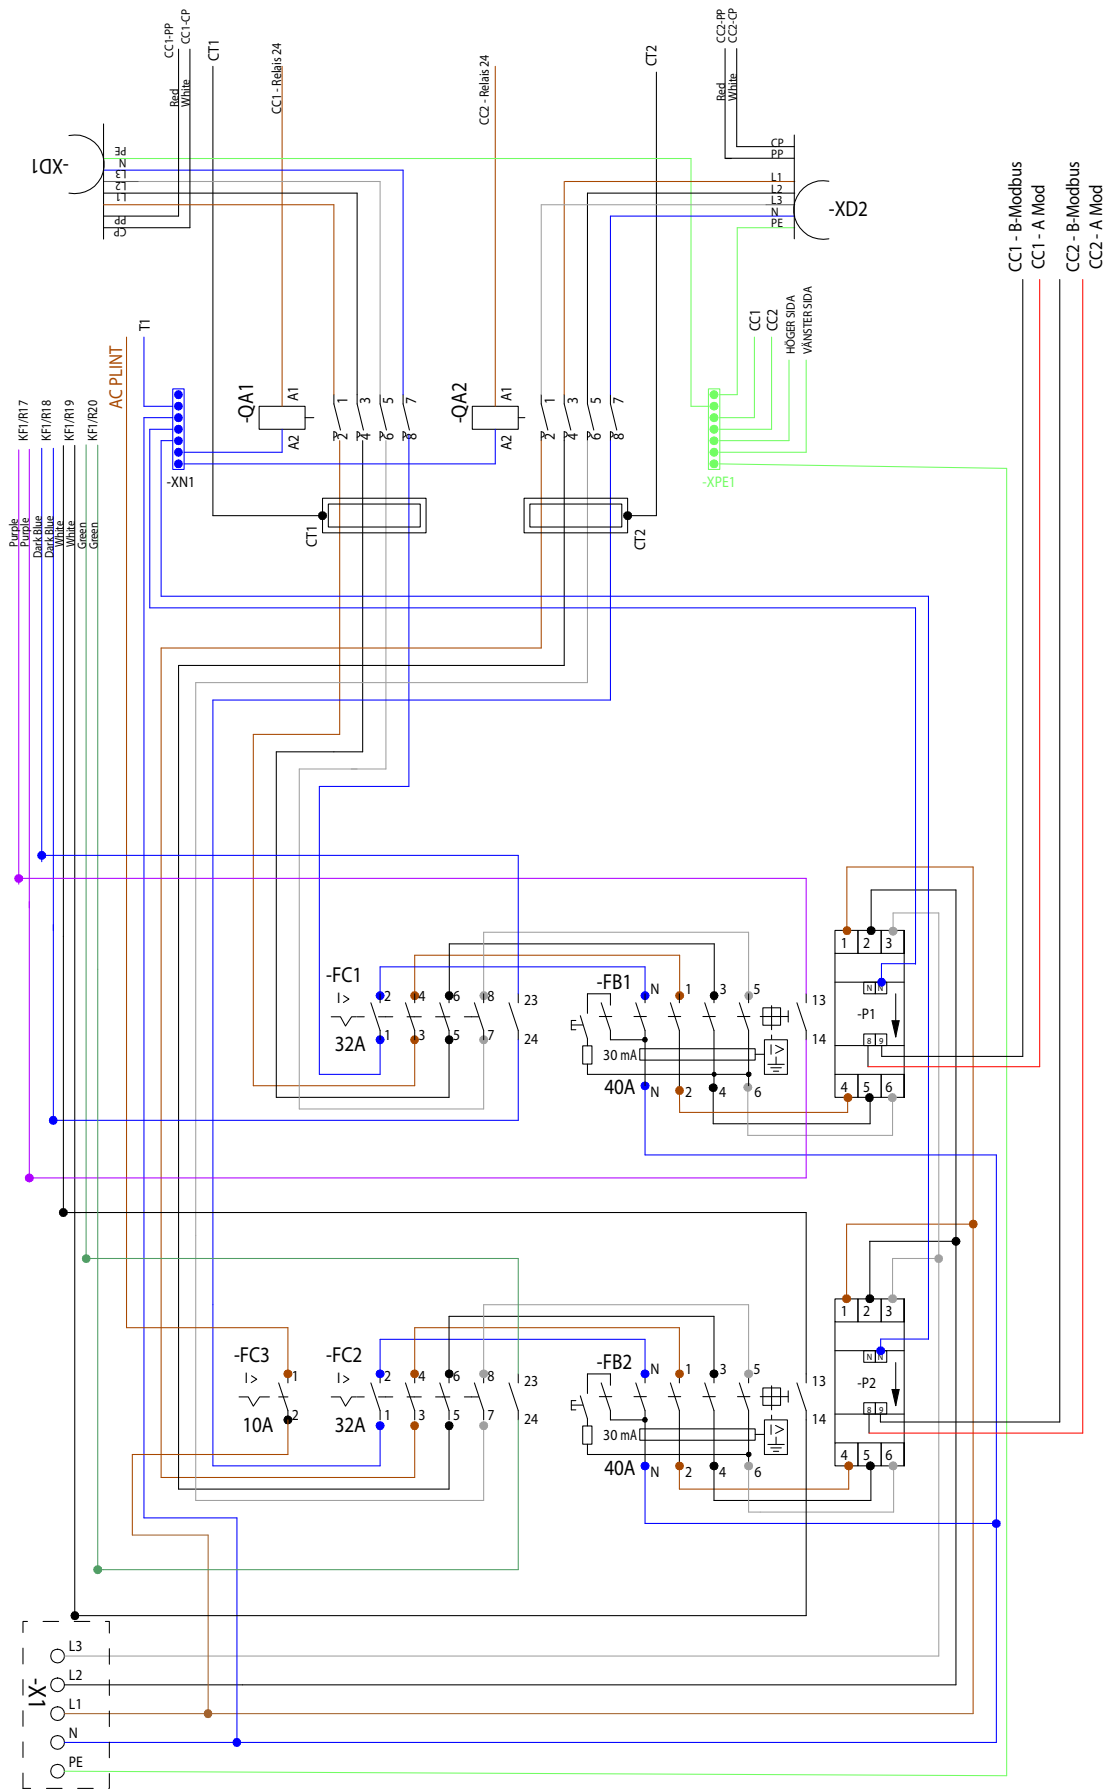 CC1-PP
CC1-CP
Red
White
CT1
CC1 - Relais 24
CC2 - Relais 24
CT2
CC2-PP
CC2-CP
Red
White
-XD1
PE
N
L3
L2
L1
PP
CP
CP
PP
L1
L2
L3
N
PE
-XD2
CC1 - B-Modbus
CC1 - A Mod
CC2 - B-Modbus
CC2 - A Mod
KF1/R17
KF1/R18
KF1/R19
KF1/R20
AC PLINT
T1
-XN1
-QA1
A1
A2
1 3 5 7
2 4 6 8
-QA2
A1
A2
1 3 5 7
2 4 6 8
CC1
CC2
HÖGER SIDA
VÄNSTER SIDA
-XPE1
Purple
Purple
Dark Blue
Dark Blue
White
White
Green
Green
CT1
CT2
-FC1
I>
32A
2 4 6 8 23
1 3 5 7 24
-FB1
N 1 3 5 13
30 mA
I>
14
40A
N 2 4 6
1 2 3
N N
-P1
8 9
4 5 6
-FC3
I>
10A
1
2
-FC2
I>
32A
2 4 6 8 23
1 3 5 7 24
-FB2
N 1 3 5 13
30 mA
I>
14
40A
N 2 4 6
1 2 3
N N
-P2
8 9
4 5 6
-X1
L3
L2
L1
N
PE